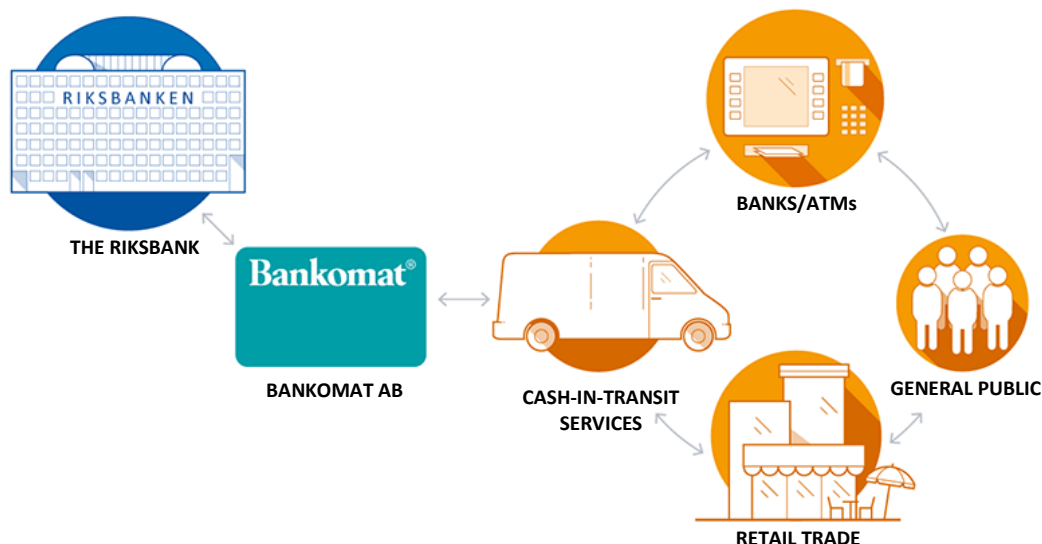 RIKSBANKEN
THE RIKSBANK
Bankomat®
BANKOMAT AB
CASH-IN-TRANSIT
SERVICES
BANKS/ATMs
GENERAL PUBLIC
RETAIL TRADE